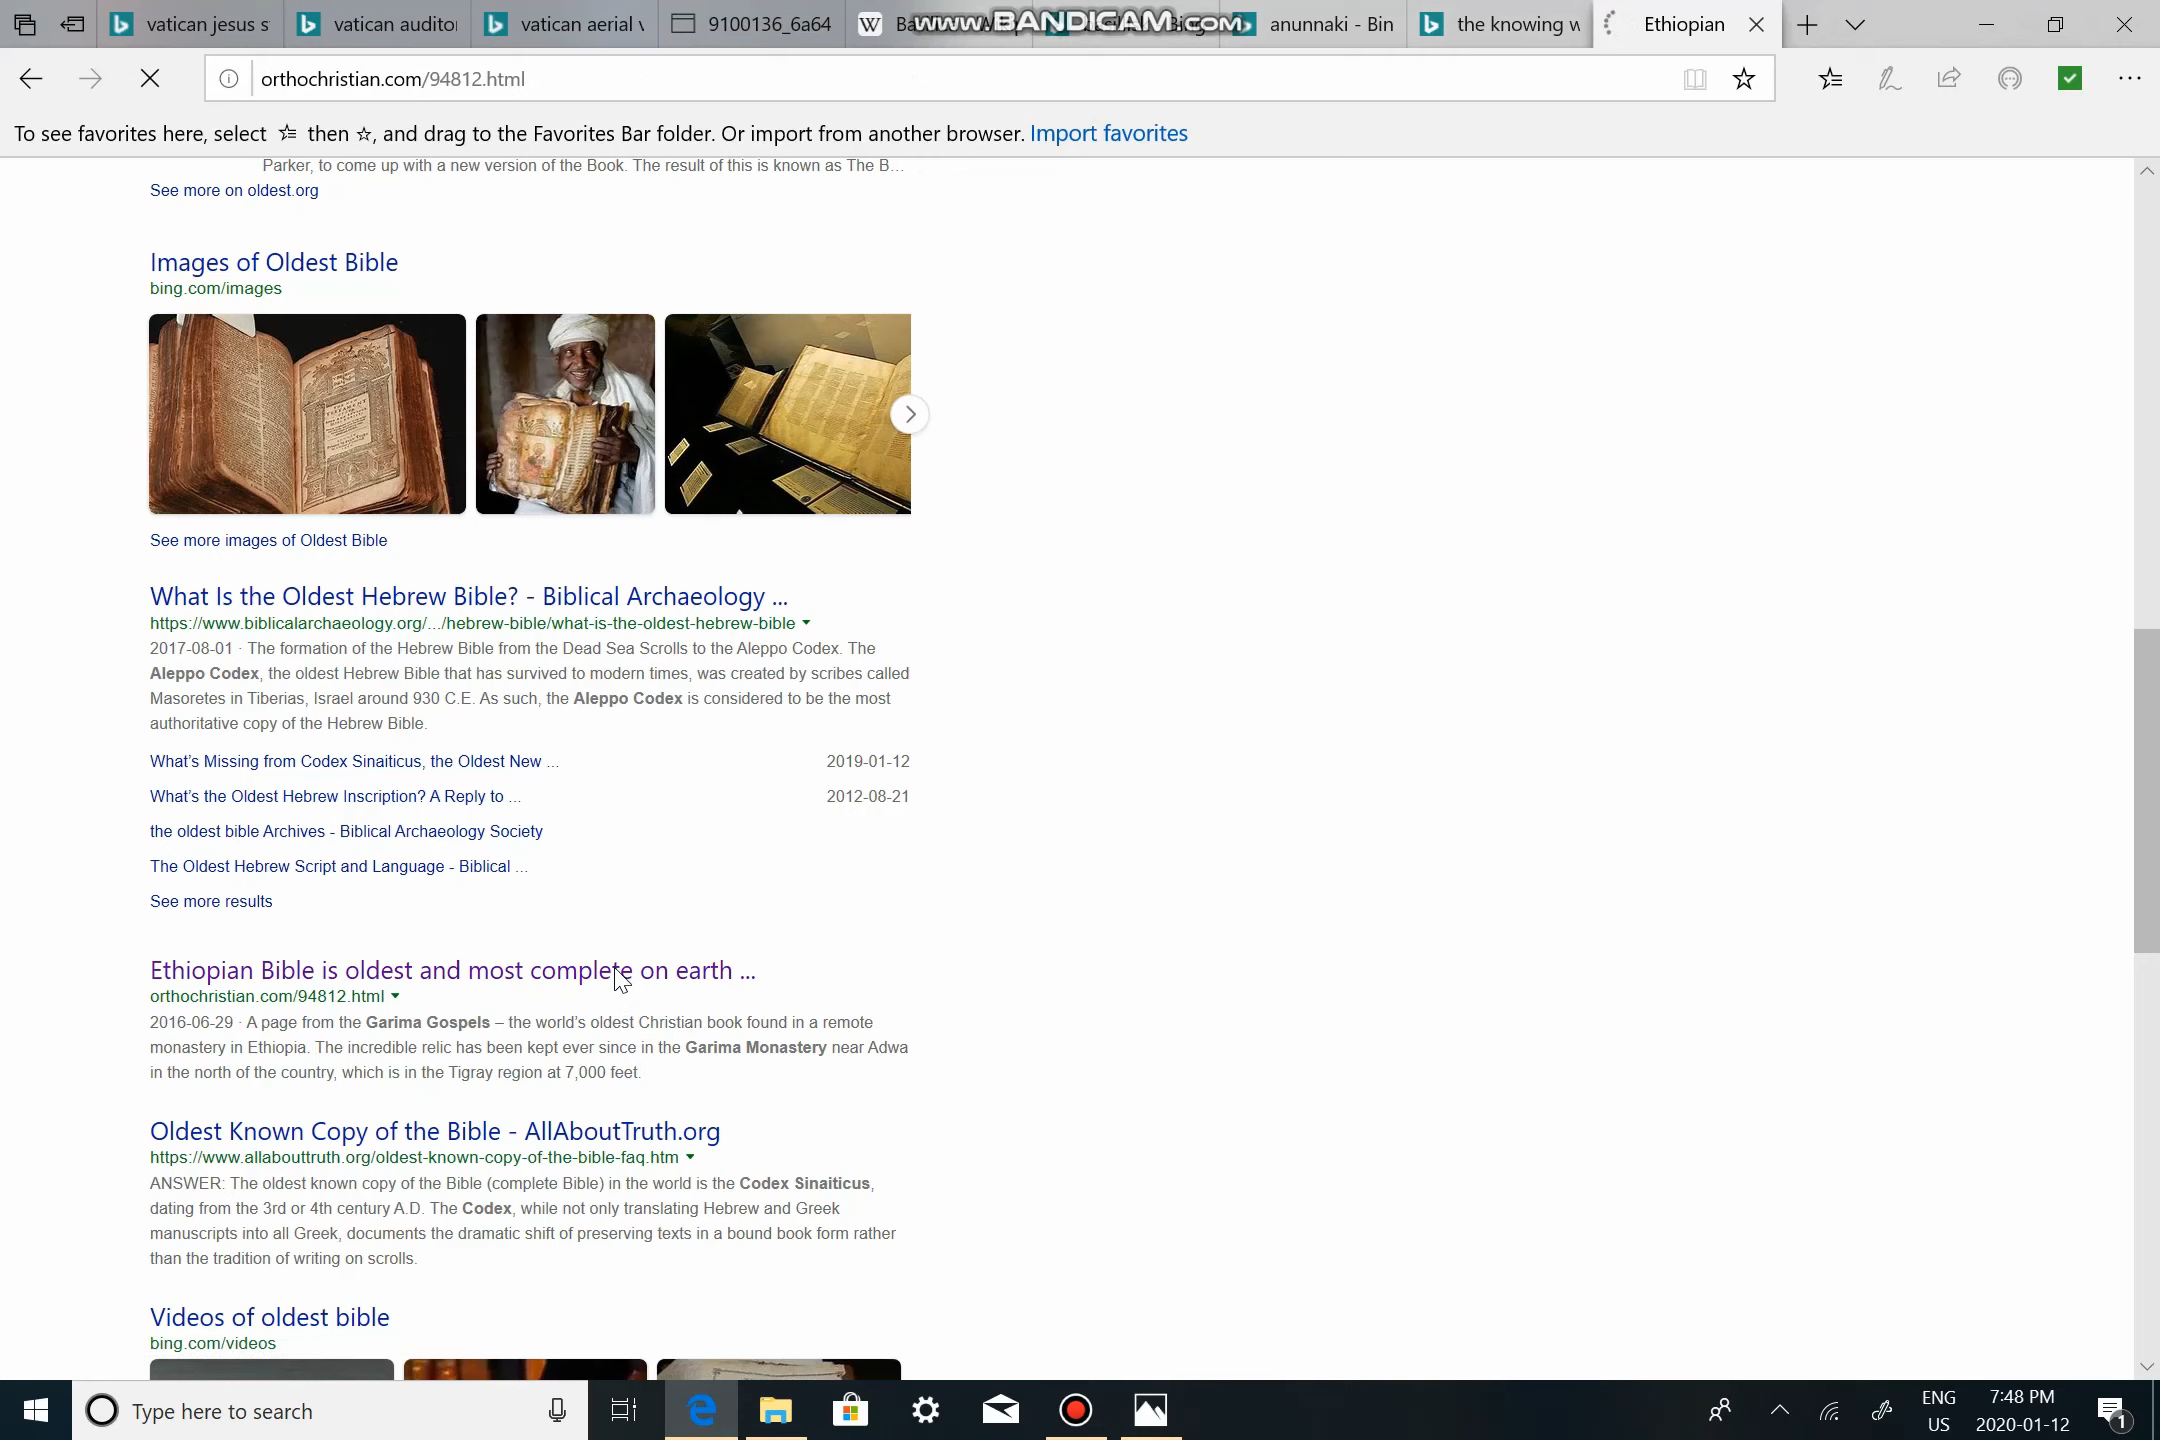 vatican jesus s
vatican auditor
vatican aerial v
9100136_6a64
www.BANDICAM.com
anunnaki - Bin
the knowing w
Ethiopian
orthochristian.com/94812.html
To see favorites here, select then ☆, and drag to the Favorites Bar folder. Or import from another browser. Import favorites
Parker, to come up with a new version of the Book. The result of this is known as The B...
See more on oldest.org
Images of Oldest Bible
bing.com/images
See more images of Oldest Bible
What Is the Oldest Hebrew Bible? - Biblical Archaeology ...
https://www.biblicalarchaeology.org/.../hebrew-bible/what-is-the-oldest-hebrew-bible
2017-08-01 · The formation of the Hebrew Bible from the Dead Sea Scrolls to the Aleppo Codex. The
Aleppo Codex, the oldest Hebrew Bible that has survived to modern times, was created by scribes called
Masoretes in Tiberias, Israel around 930 C.E. As such, the Aleppo Codex is considered to be the most
authoritative copy of the Hebrew Bible.
What's Missing from Codex Sinaiticus, the Oldest New ... 2019-01-12
What's the Oldest Hebrew Inscription? A Reply to ... 2012-08-21
the oldest bible Archives - Biblical Archaeology Society
The Oldest Hebrew Script and Language - Biblical ...
See more results
Ethiopian Bible is oldest and most complete on earth ...
orthochristian.com/94812.html
2016-06-29 · A page from the Garima Gospels – the world's oldest Christian book found in a remote
monastery in Ethiopia. The incredible relic has been kept ever since in the Garima Monastery near Adwa
in the north of the country, which is in the Tigray region at 7,000 feet.
Oldest Known Copy of the Bible - AllAboutTruth.org
https://www.allabouttruth.org/oldest-known-copy-of-the-bible-faq.htm
ANSWER: The oldest known copy of the Bible (complete Bible) in the world is the Codex Sinaiticus,
dating from the 3rd or 4th century A.D. The Codex, while not only translating Hebrew and Greek
manuscripts into all Greek, documents the dramatic shift of preserving texts in a bound book form rather
than the tradition of writing on scrolls.
Videos of oldest bible
bing.com/videos
Type here to search
ENG
US
7:48 PM
2020-01-12
1